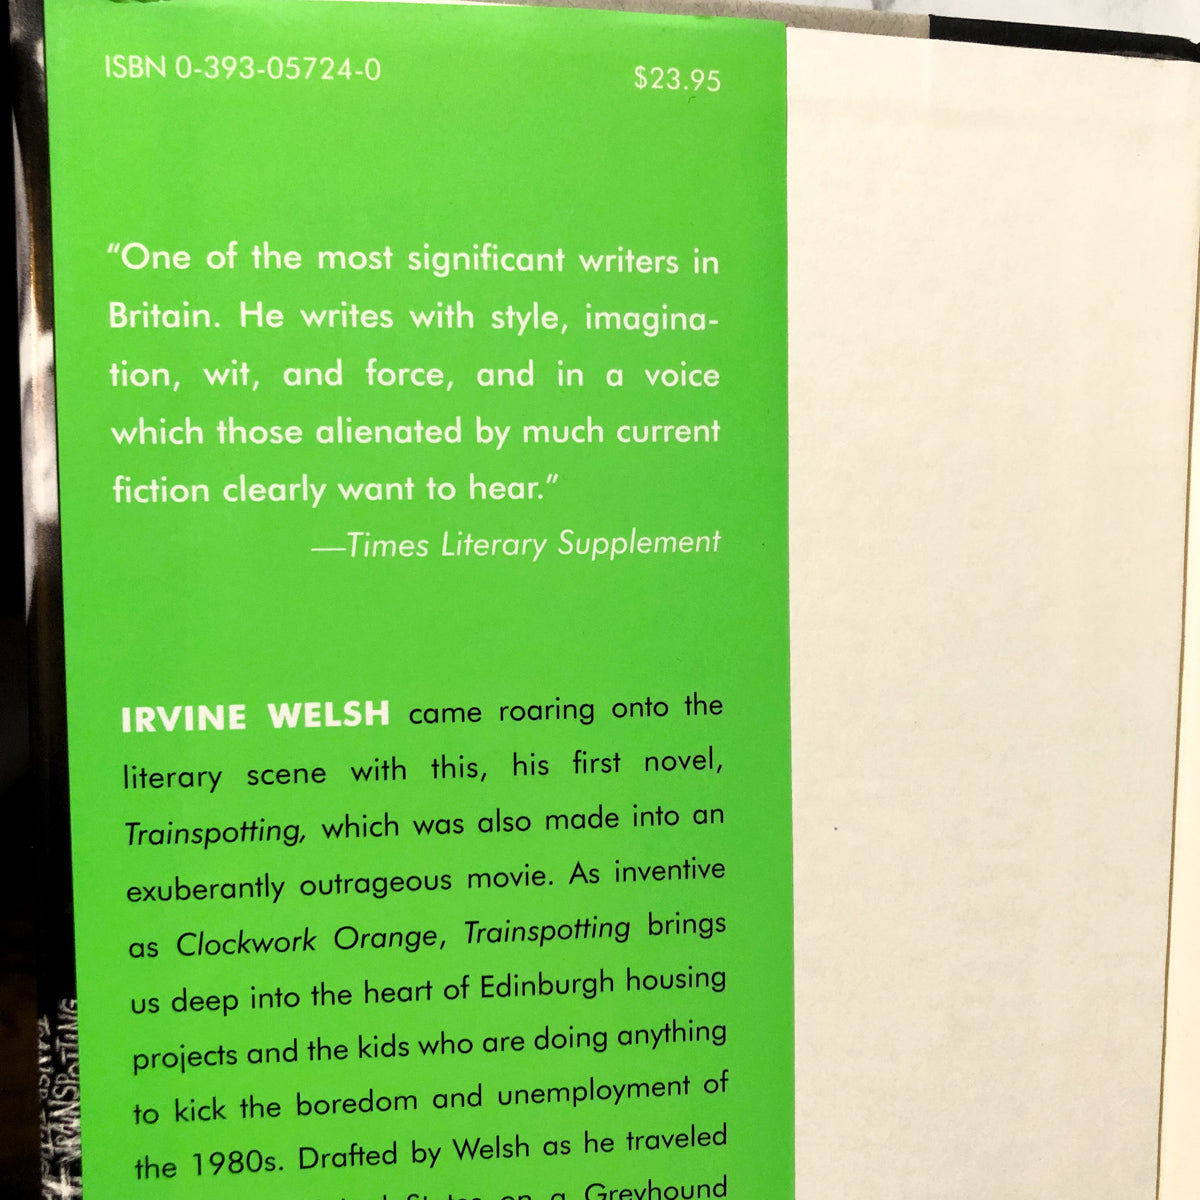 ISBN 0-393-05724-0
$23.95
“One of the most significant writers in
Britain. He writes with style, imagina-
tion, wit, and force, and in a voice
which those alienated by much current
fiction clearly want to hear.”
—Times Literary Supplement
IRVINE WELSH came roaring onto the
literary scene with this, his first novel,
Trainspotting, which was also made into an
exuberantly outrageous movie. As inventive
as Clockwork Orange, Trainspotting brings
us deep into the heart of Edinburgh housing
projects and the kids who are doing anything
to kick the boredom and unemployment of
the 1980s. Drafted by Welsh as he traveled
States on a Greyhound